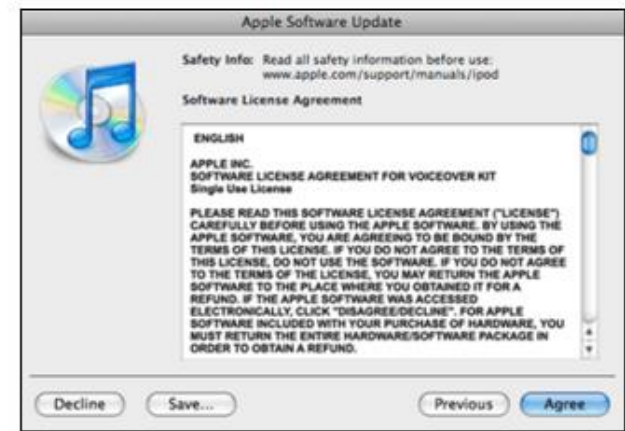 Apple Software Update
Safety Info: Read all safety information before use:
www.apple.com/support/manuals/ipod
Software License Agreement
ENGLISH
APPLE INC.
SOFTWARE LICENSE AGREEMENT FOR VOICEOVER KIT
Single Use License
PLEASE READ THIS SOFTWARE LICENSE AGREEMENT ("LICENSE")
CAREFULLY BEFORE USING THE APPLE SOFTWARE. BY USING THE
APPLE SOFTWARE, YOU ARE AGREEING TO BE BOUND BY THE
TERMS OF THIS LICENSE. IF YOU DO NOT AGREE TO THE TERMS OF
THIS LICENSE, DO NOT USE THE SOFTWARE. IF YOU DO NOT AGREE
TO THE TERMS OF THE LICENSE, YOU MAY RETURN THE APPLE
SOFTWARE TO THE PLACE WHERE YOU OBTAINED IT FOR A
REFUND. IF THE APPLE SOFTWARE WAS ACCESSED
ELECTRONICALLY, CLICK "DISAGREE/DECLINE". FOR APPLE
SOFTWARE INCLUDED WITH YOUR PURCHASE OF HARDWARE, YOU
MUST RETURN THE ENTIRE HARDWARE/SOFTWARE PACKAGE IN
ORDER TO OBTAIN A REFUND.
Decline Save... Previous Agree